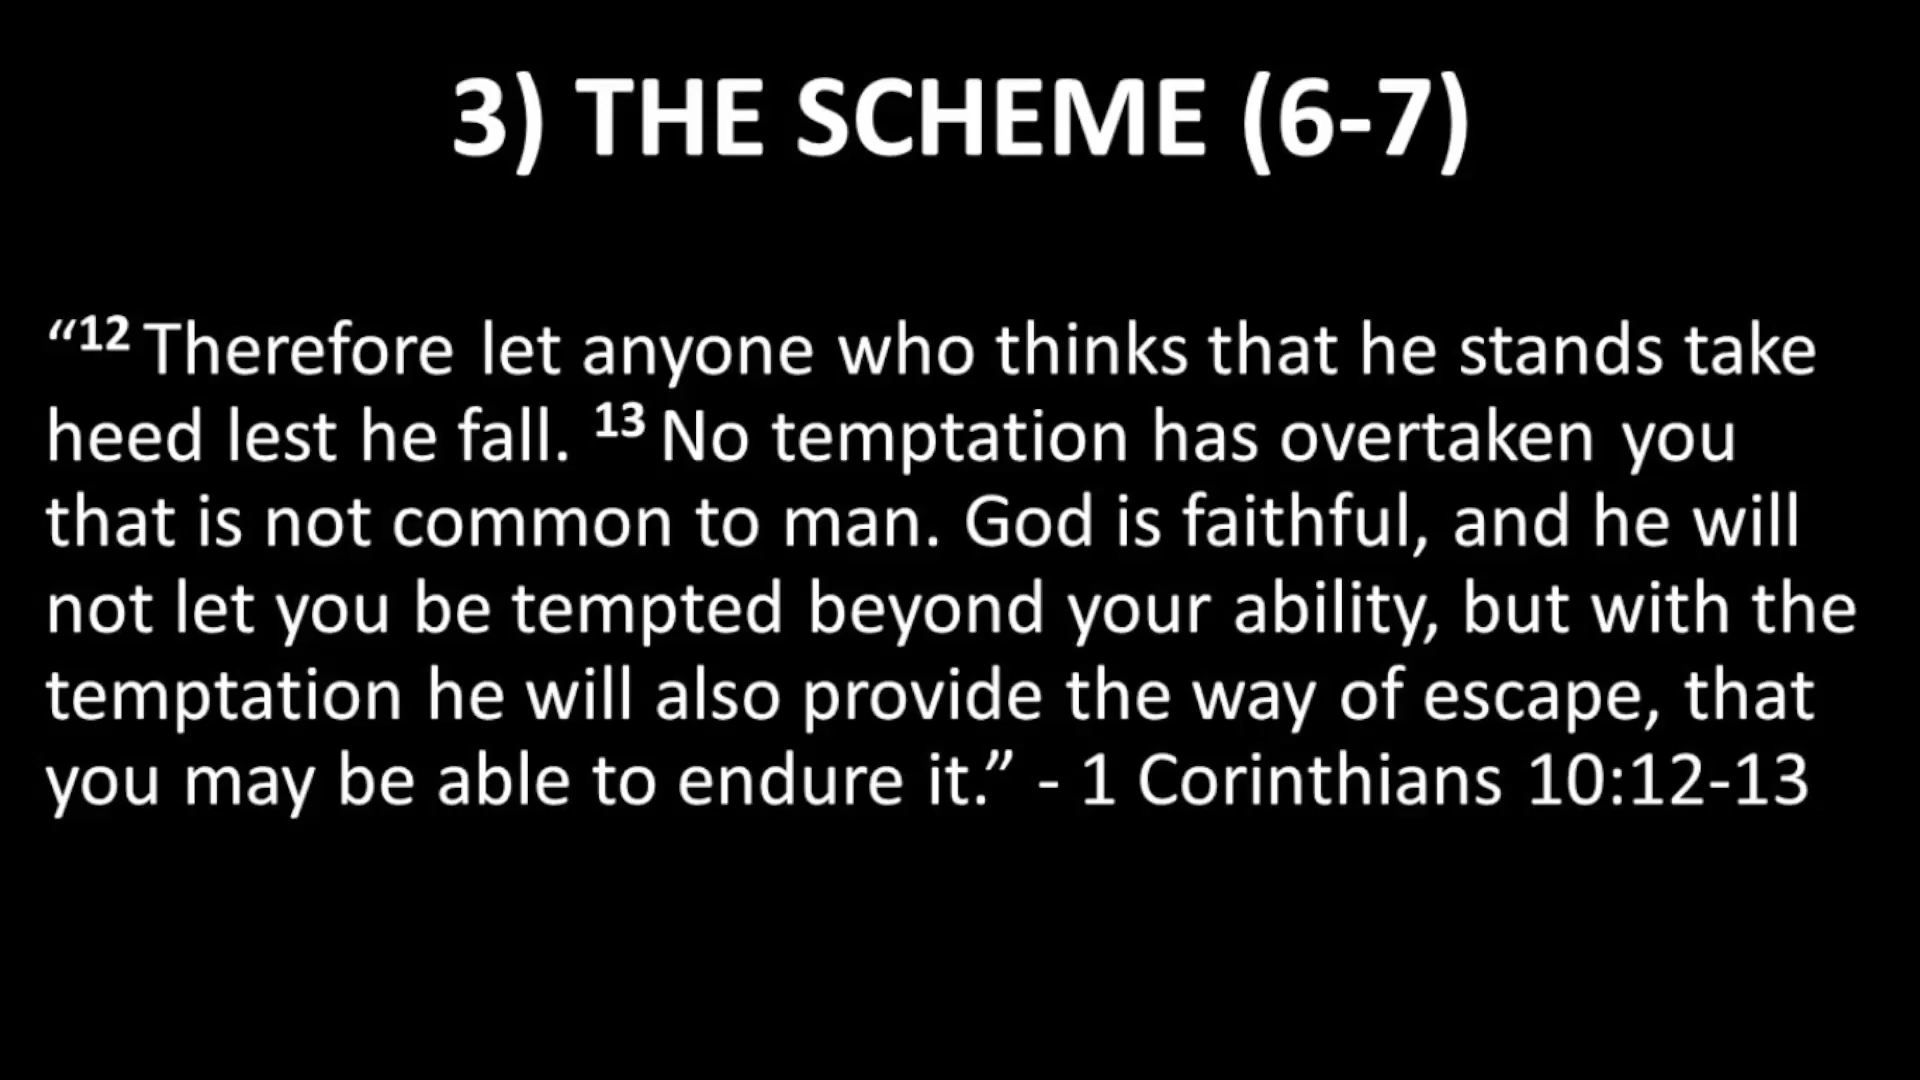 3) THE SCHEME (6-7)
“12 Therefore let anyone who thinks that he stands take
heed lest he fall. 13 No temptation has overtaken you
that is not common to man. God is faithful, and he will
not let you be tempted beyond your ability, but with the
temptation he will also provide the way of escape, that
you may be able to endure it.” - 1 Corinthians 10:12-13